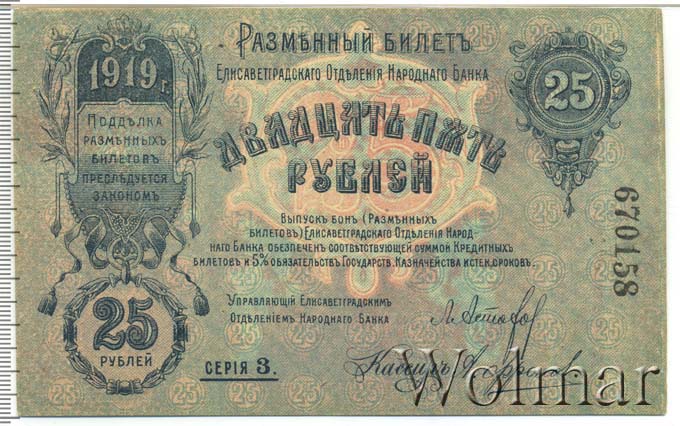 1919 г.
Поддѣлка
размѣнныхъ
билетовъ
преслѣдуется
закономъ
25
рублей
Размѣнный билетъ
Елисаветградскаго Отдѣленія Народнаго Банка
25
Двадцать пять
рублей
Выпускъ бонъ (размѣнныхъ
билетовъ) Елисаветградскаго Отдѣленія Народ-
наго Банка обезпеченъ соотвѣтствующей суммой Кредитныхъ
билетовъ и 5% обязательствъ Государств. Казначейства истек. сроковъ.
Управляющій Елисаветградскимъ
Отдѣленіемъ Народнаго Банка
серія 3.
Кассиръ
670158
Wolmar